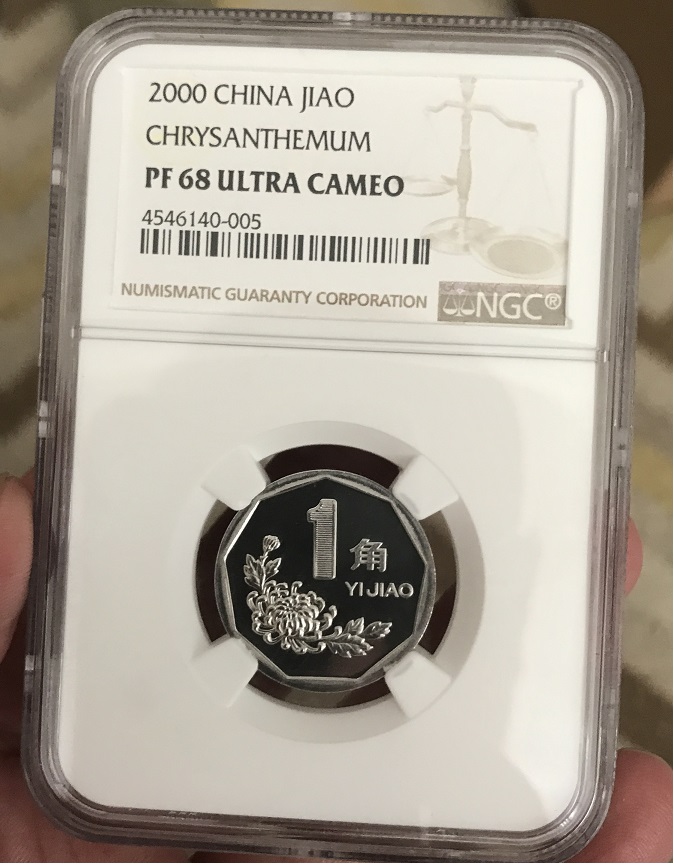 2000 CHINA JIAO
CHRYSANTHEMUM
PF 68 ULTRA CAMEO
4546140-005
NUMISMATIC GUARANTY CORPORATION
NGC®
1
角
YI JIAO